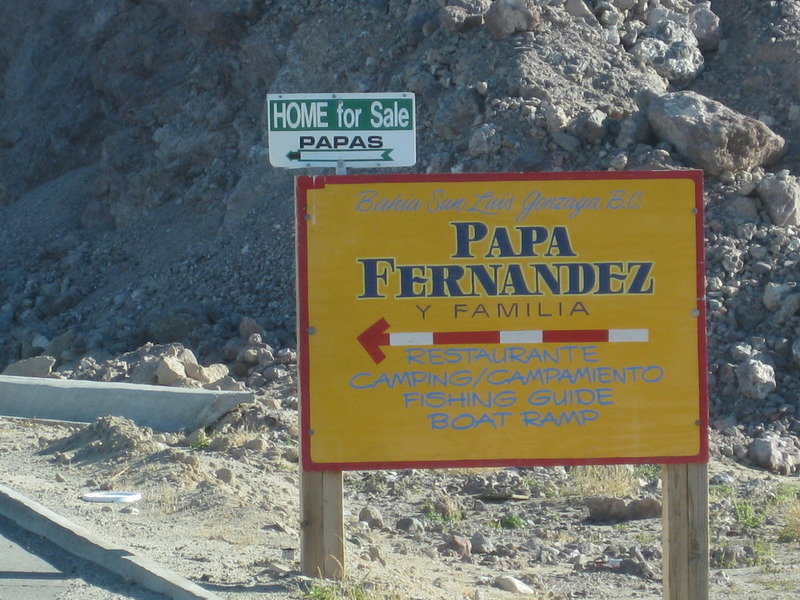 HOME for Sale
PAPAS
Bahia San Luis Gonzaga B.C.
PAPA
FERNANDEZ
Y FAMILIA
RESTAURANTE
CAMPING/CAMPAMIENTO
FISHING GUIDE
BOAT RAMP